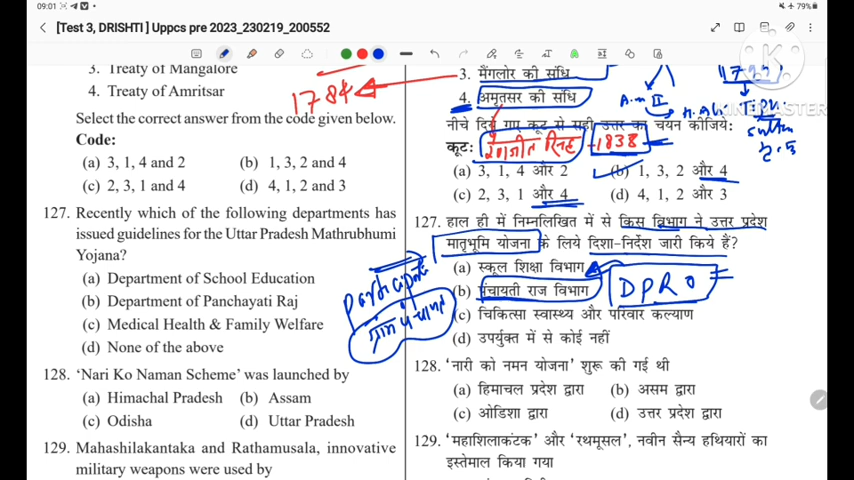 09:01
79%
[Test 3, DRISHTI ] Uppcs pre 2023_230219_200552
3. Treaty of Mangalore
4. Treaty of Amritsar
Select the correct answer from the code given below.
Code:
(a) 3, 1, 4 and 2 (b) 1, 3, 2 and 4
(c) 2, 3, 1 and 4 (d) 4, 1, 2 and 3
127. Recently which of the following departments has
issued guidelines for the Uttar Pradesh Mathrubhumi
Yojana?
(a) Department of School Education
(b) Department of Panchayati Raj
(c) Medical Health & Family Welfare
(d) None of the above
128. ‘Nari Ko Naman Scheme’ was launched by
(a) Himachal Pradesh (b) Assam
(c) Odisha (d) Uttar Pradesh
129. Mahashilakantaka and Rathamusala, innovative
military weapons were used by
1784
3. मैंगलोर की संधि
4. अमृतसर की संधि
नीचे दिये गए कूट से सही उत्तर का चयन कीजिये:
कूट: रणजीत सिंह -1838
(a) 3, 1, 4 और 2 (b) 1, 3, 2 और 4
(c) 2, 3, 1 और 4 (d) 4, 1, 2 और 3
127. हाल ही में निम्नलिखित में से किस विभाग ने उत्तर प्रदेश
मातृभूमि योजना के लिये दिशा-निर्देश जारी किये हैं?
(a) स्कूल शिक्षा विभाग
(b) पंचायती राज विभाग DPRO
(c) चिकित्सा स्वास्थ्य और परिवार कल्याण
(d) उपर्युक्त में से कोई नहीं
128. ‘नारी को नमन योजना’ शुरू की गई थी
(a) हिमाचल प्रदेश द्वारा (b) असम द्वारा
(c) ओडिशा द्वारा (d) उत्तर प्रदेश द्वारा
129. ‘महाशिलाकंटक’ और ‘रथमूसल’, नवीन सैन्य हथियारों का
इस्तेमाल किया गया
A.M II
Tipu
sultan
KINEMASTER